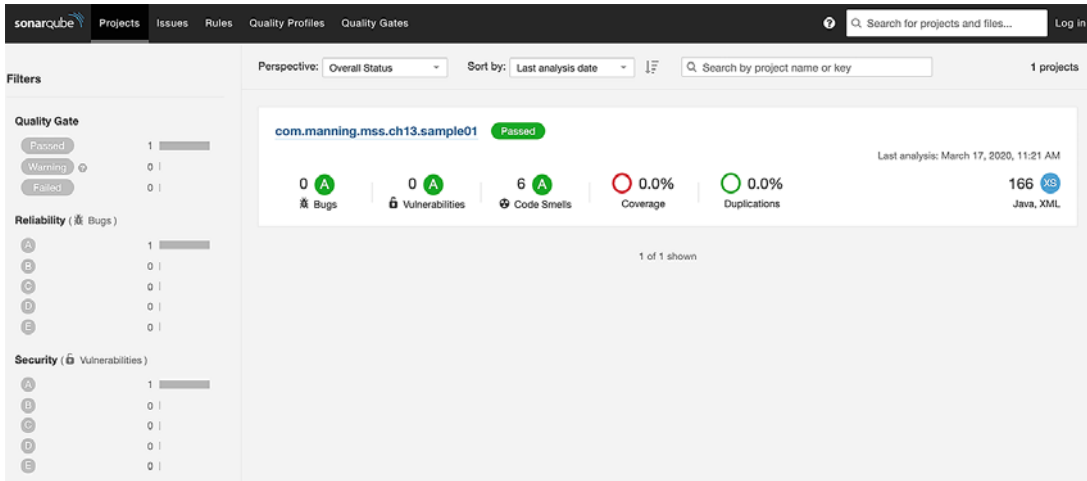 sonarqube Projects Issues Rules Quality Profiles Quality Gates ? Search for projects and files... Log in
Filters
Quality Gate
Passed 1
Warning ? 0
Failed 0
Reliability ( Bugs )
A 1
B 0
C 0
D 0
E 0
Security ( Vulnerabilities )
A 1
B 0
C 0
D 0
E 0
Perspective: Overall Status Sort by: Last analysis date Search by project name or key 1 projects
com.manning.mss.ch13.sample01 Passed
Last analysis: March 17, 2020, 11:21 AM
0 A 0 A 6 A 0.0% 0.0% 166 XS
Bugs Vulnerabilities Code Smells Coverage Duplications Java, XML
1 of 1 shown